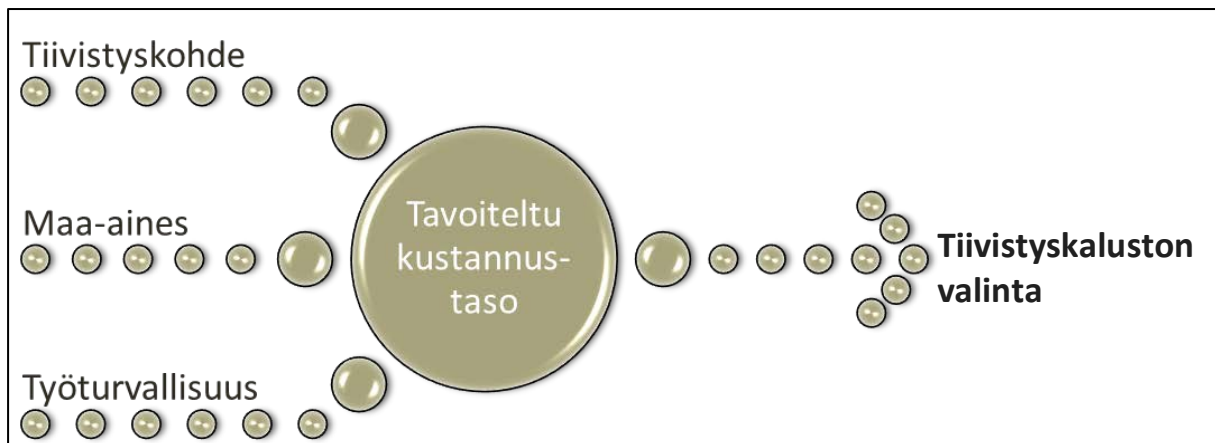 Tiivistyskohde
Maa-aines
Työturvallisuus
Tavoiteltu
kustannus-
taso
Tiivistyskaluston
valinta